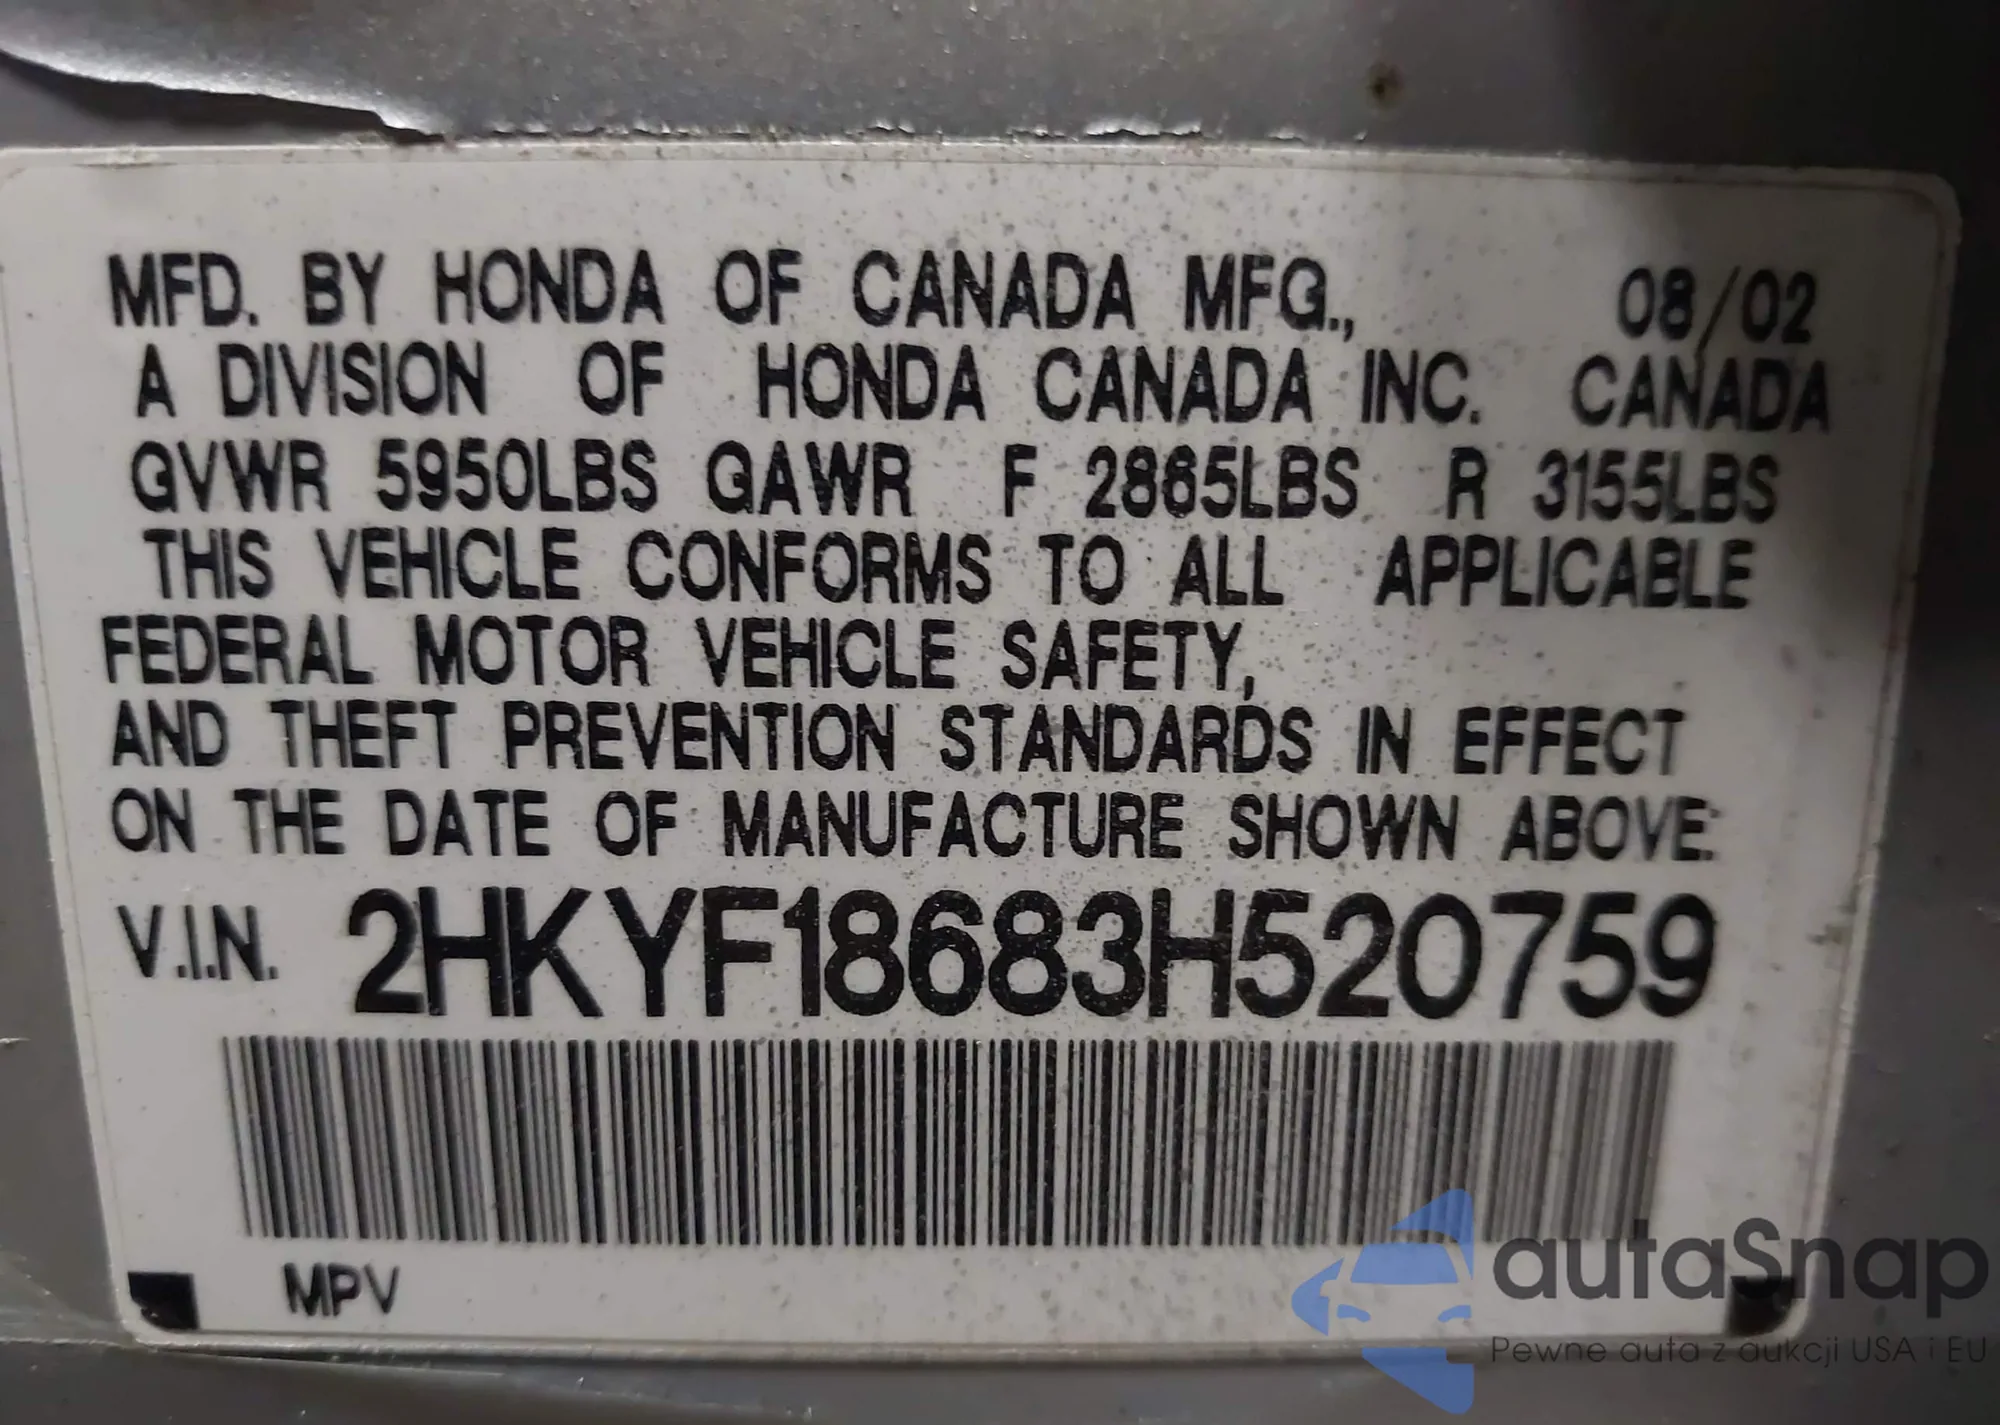 MFD. BY HONDA OF CANADA MFG., 08/02
A DIVISION OF HONDA CANADA INC. CANADA
GVWR 5950LBS GAWR F 2865LBS R 3155LBS
THIS VEHICLE CONFORMS TO ALL APPLICABLE
FEDERAL MOTOR VEHICLE SAFETY,
AND THEFT PREVENTION STANDARDS IN EFFECT
ON THE DATE OF MANUFACTURE SHOWN ABOVE:
V.I.N. 2HKYF18683H520759
MPV
autaSnap
Pewne auta z aukcji USA i EU